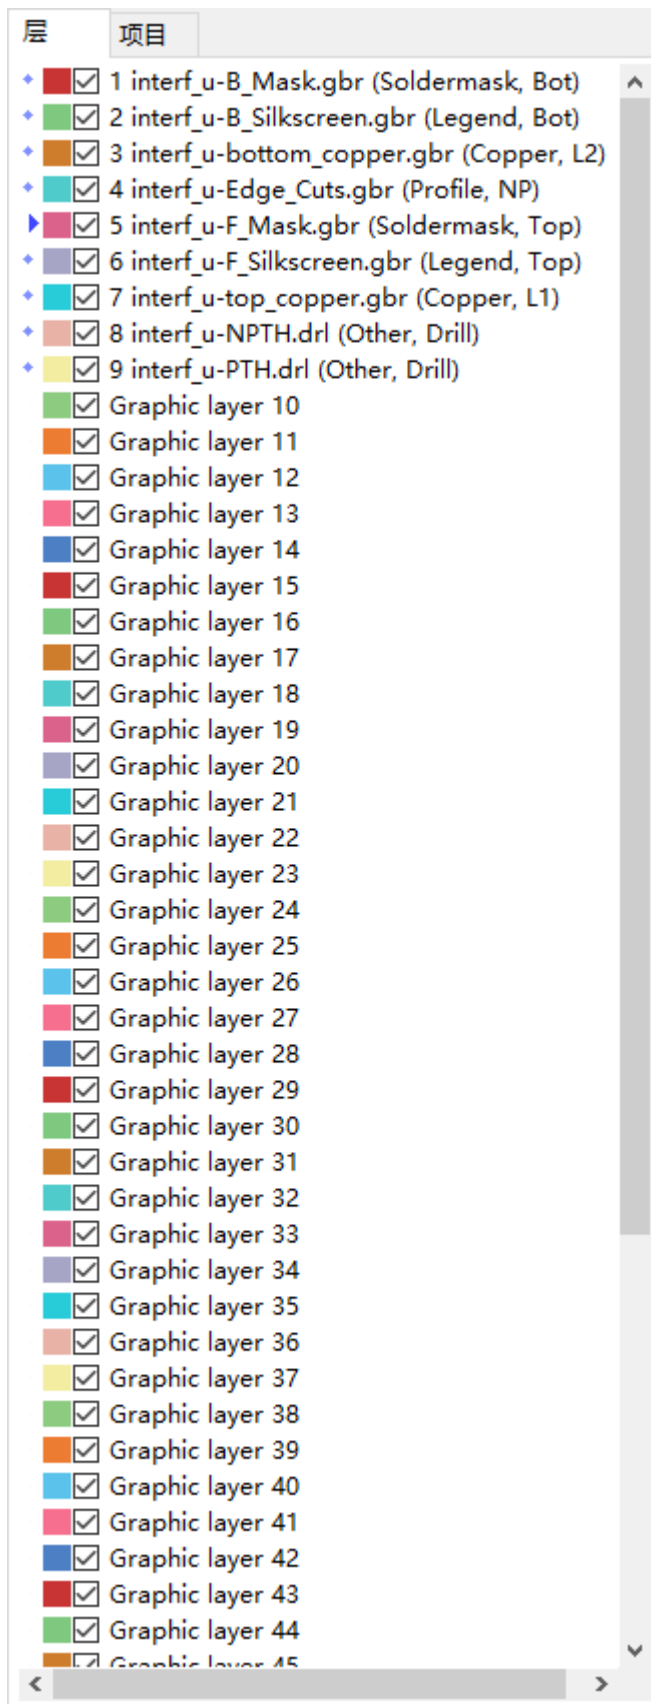 层
项目
1 interf_u-B_Mask.gbr (Soldermask, Bot)
2 interf_u-B_Silkscreen.gbr (Legend, Bot)
3 interf_u-bottom_copper.gbr (Copper, L2)
4 interf_u-Edge_Cuts.gbr (Profile, NP)
5 interf_u-F_Mask.gbr (Soldermask, Top)
6 interf_u-F_Silkscreen.gbr (Legend, Top)
7 interf_u-top_copper.gbr (Copper, L1)
8 interf_u-NPTH.drl (Other, Drill)
9 interf_u-PTH.drl (Other, Drill)
Graphic layer 10
Graphic layer 11
Graphic layer 12
Graphic layer 13
Graphic layer 14
Graphic layer 15
Graphic layer 16
Graphic layer 17
Graphic layer 18
Graphic layer 19
Graphic layer 20
Graphic layer 21
Graphic layer 22
Graphic layer 23
Graphic layer 24
Graphic layer 25
Graphic layer 26
Graphic layer 27
Graphic layer 28
Graphic layer 29
Graphic layer 30
Graphic layer 31
Graphic layer 32
Graphic layer 33
Graphic layer 34
Graphic layer 35
Graphic layer 36
Graphic layer 37
Graphic layer 38
Graphic layer 39
Graphic layer 40
Graphic layer 41
Graphic layer 42
Graphic layer 43
Graphic layer 44
Graphic layer 45